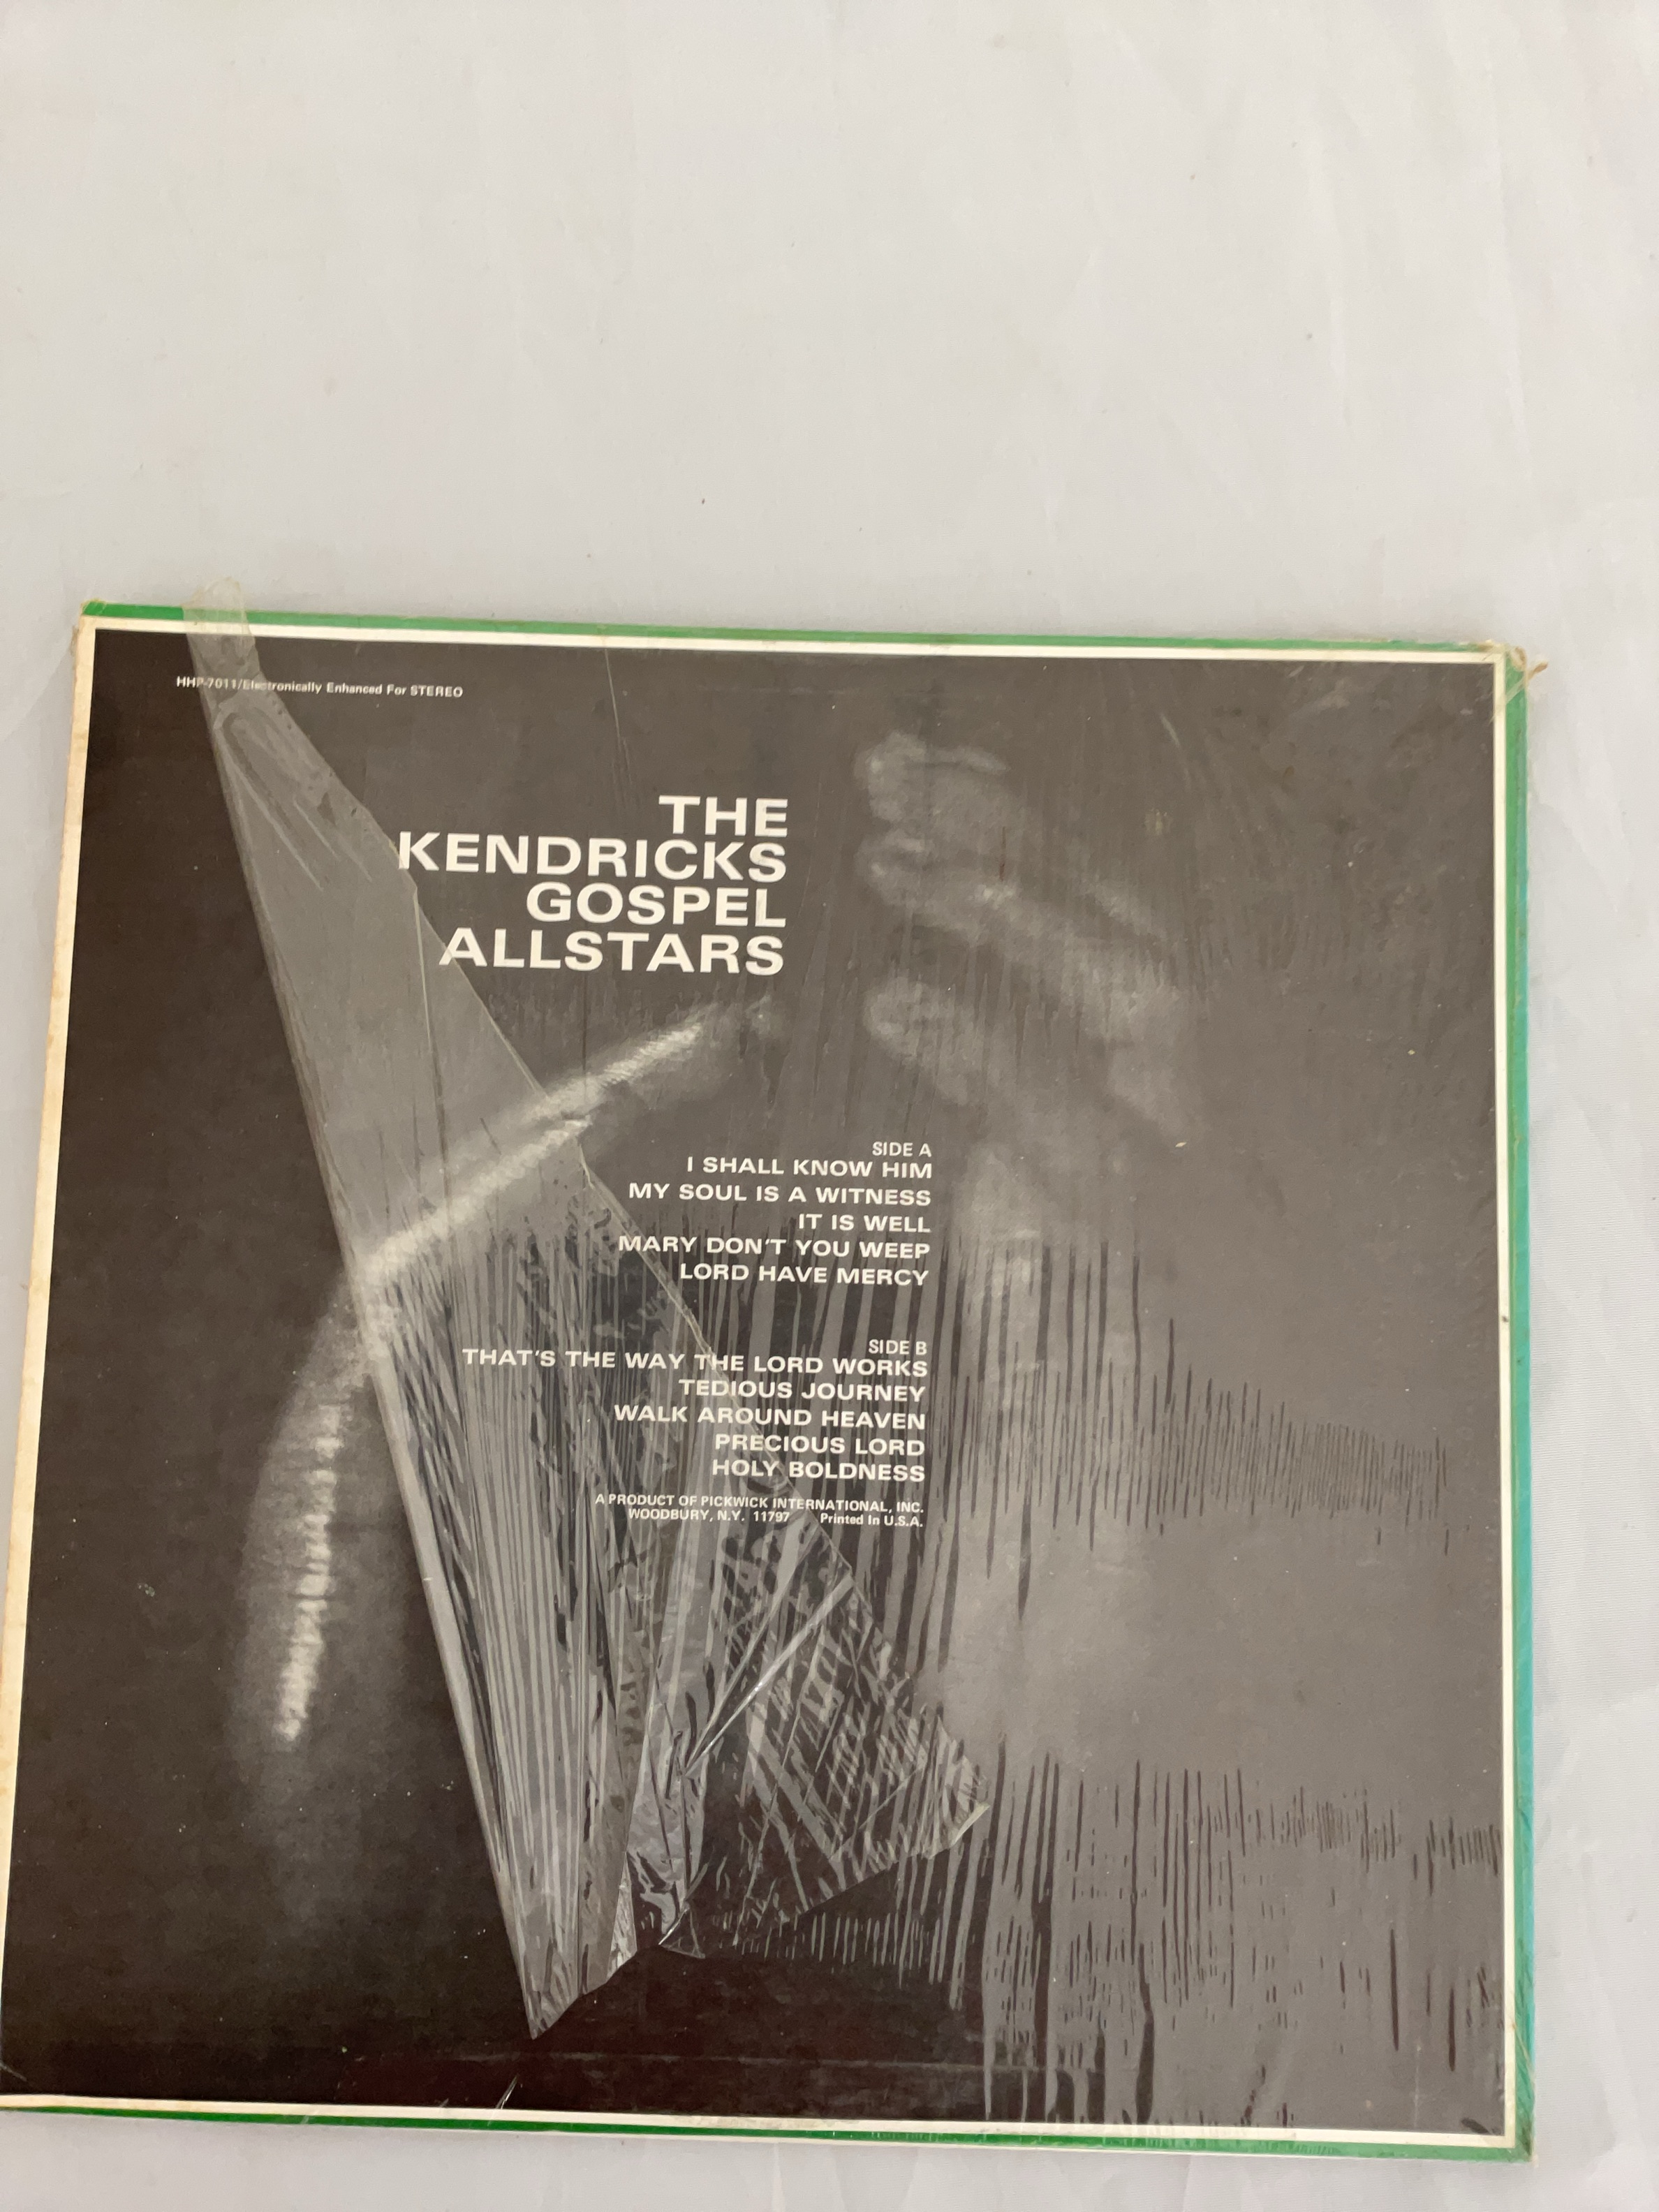 HHP-7011/Electronically Enhanced For STEREO
THE
KENDRICKS
GOSPEL
ALLSTARS
SIDE A
I SHALL KNOW HIM
MY SOUL IS A WITNESS
IT IS WELL
MARY DON'T YOU WEEP
LORD HAVE MERCY
SIDE B
THAT'S THE WAY THE LORD WORKS
TEDIOUS JOURNEY
WALK AROUND HEAVEN
PRECIOUS LORD
HOLY BOLDNESS
A PRODUCT OF PICKWICK INTERNATIONAL, INC.
WOODBURY, N.Y. 11797 Printed In U.S.A.